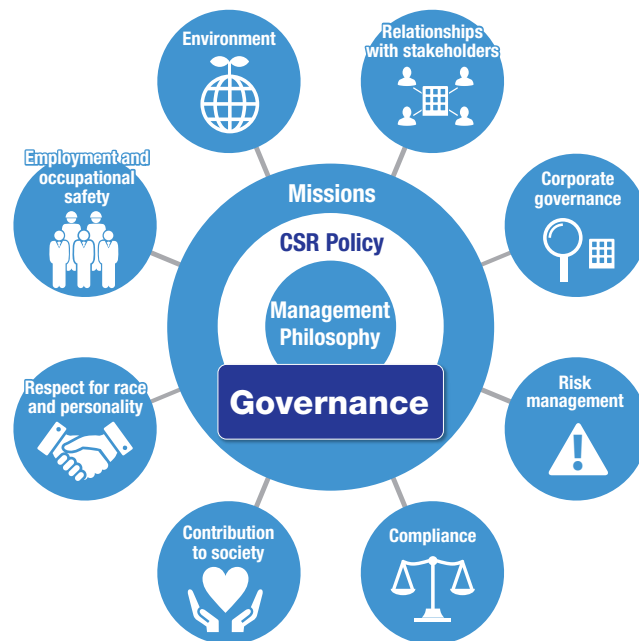 Environment
Relationships
with stakeholders
Employment and
occupational
safety
Missions
Corporate
governance
CSR Policy
Management
Philosophy
Respect for race
and personality
Governance
Risk
management
Contribution
to society
Compliance